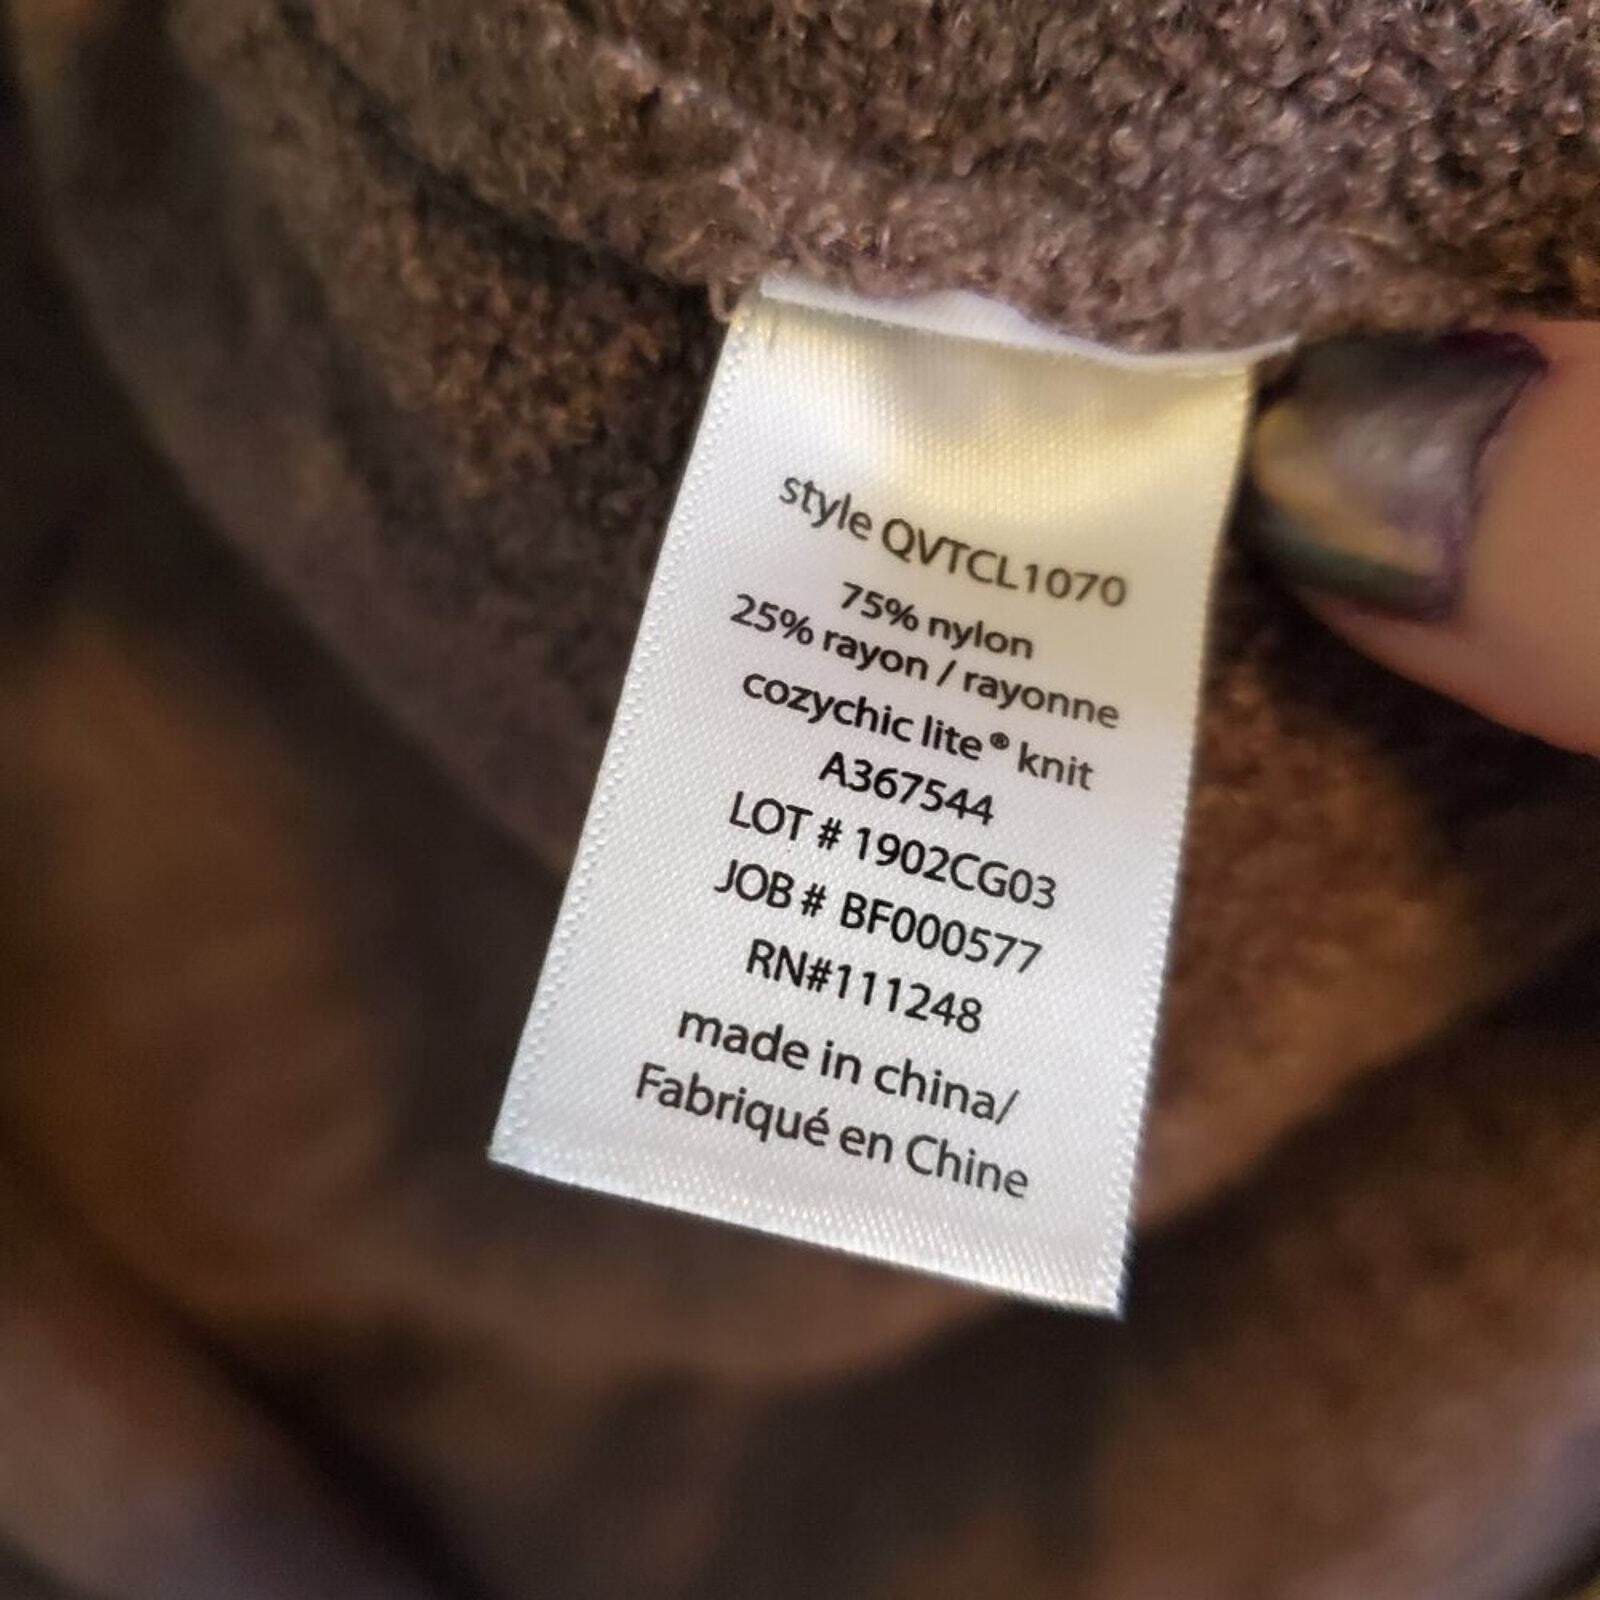 style QVTCL1070
75% nylon
25% rayon / rayonne
cozychic lite® knit
A367544
LOT # 1902CG03
JOB # BF000577
RN#111248
made in china/
Fabriqué en Chine